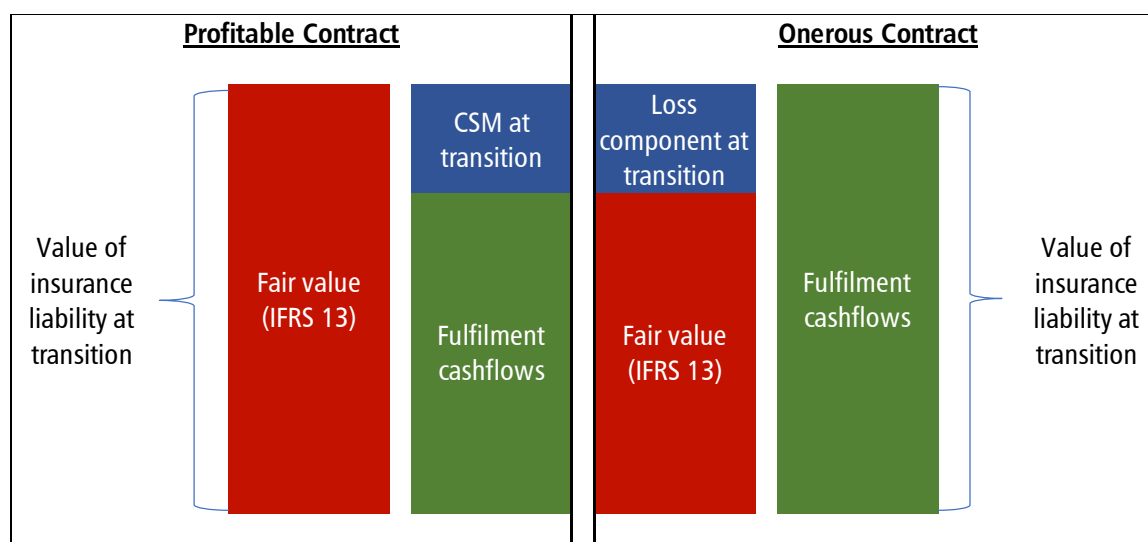 Profitable Contract
Value of
insurance
liability at
transition
Fair value
(IFRS 13)
CSM at
transition
Fulfilment
cashflows
Onerous Contract
Loss
component at
transition
Fair value
(IFRS 13)
Fulfilment
cashflows
Value of
insurance
liability at
transition